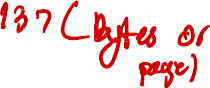 137 (Bytes or
page)